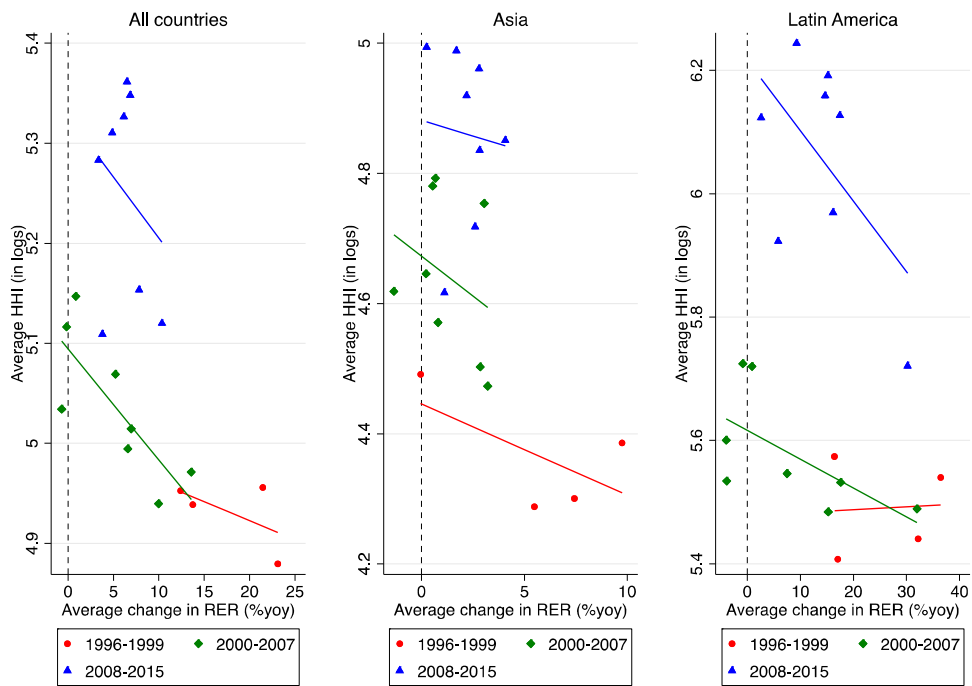 All countries
Average HHI (in logs)
5.4
5.3
5.2
5.1
5
4.9
0 5 10 15 20 25
Average change in RER (%yoy)
1996-1999 2000-2007
2008-2015
Asia
Average HHI (in logs)
5
4.8
4.6
4.4
4.2
0 5 10
Average change in RER (%yoy)
1996-1999 2000-2007
2008-2015
Latin America
Average HHI (in logs)
6.2
6
5.8
5.6
5.4
0 10 20 30 40
Average change in RER (%yoy)
1996-1999 2000-2007
2008-2015